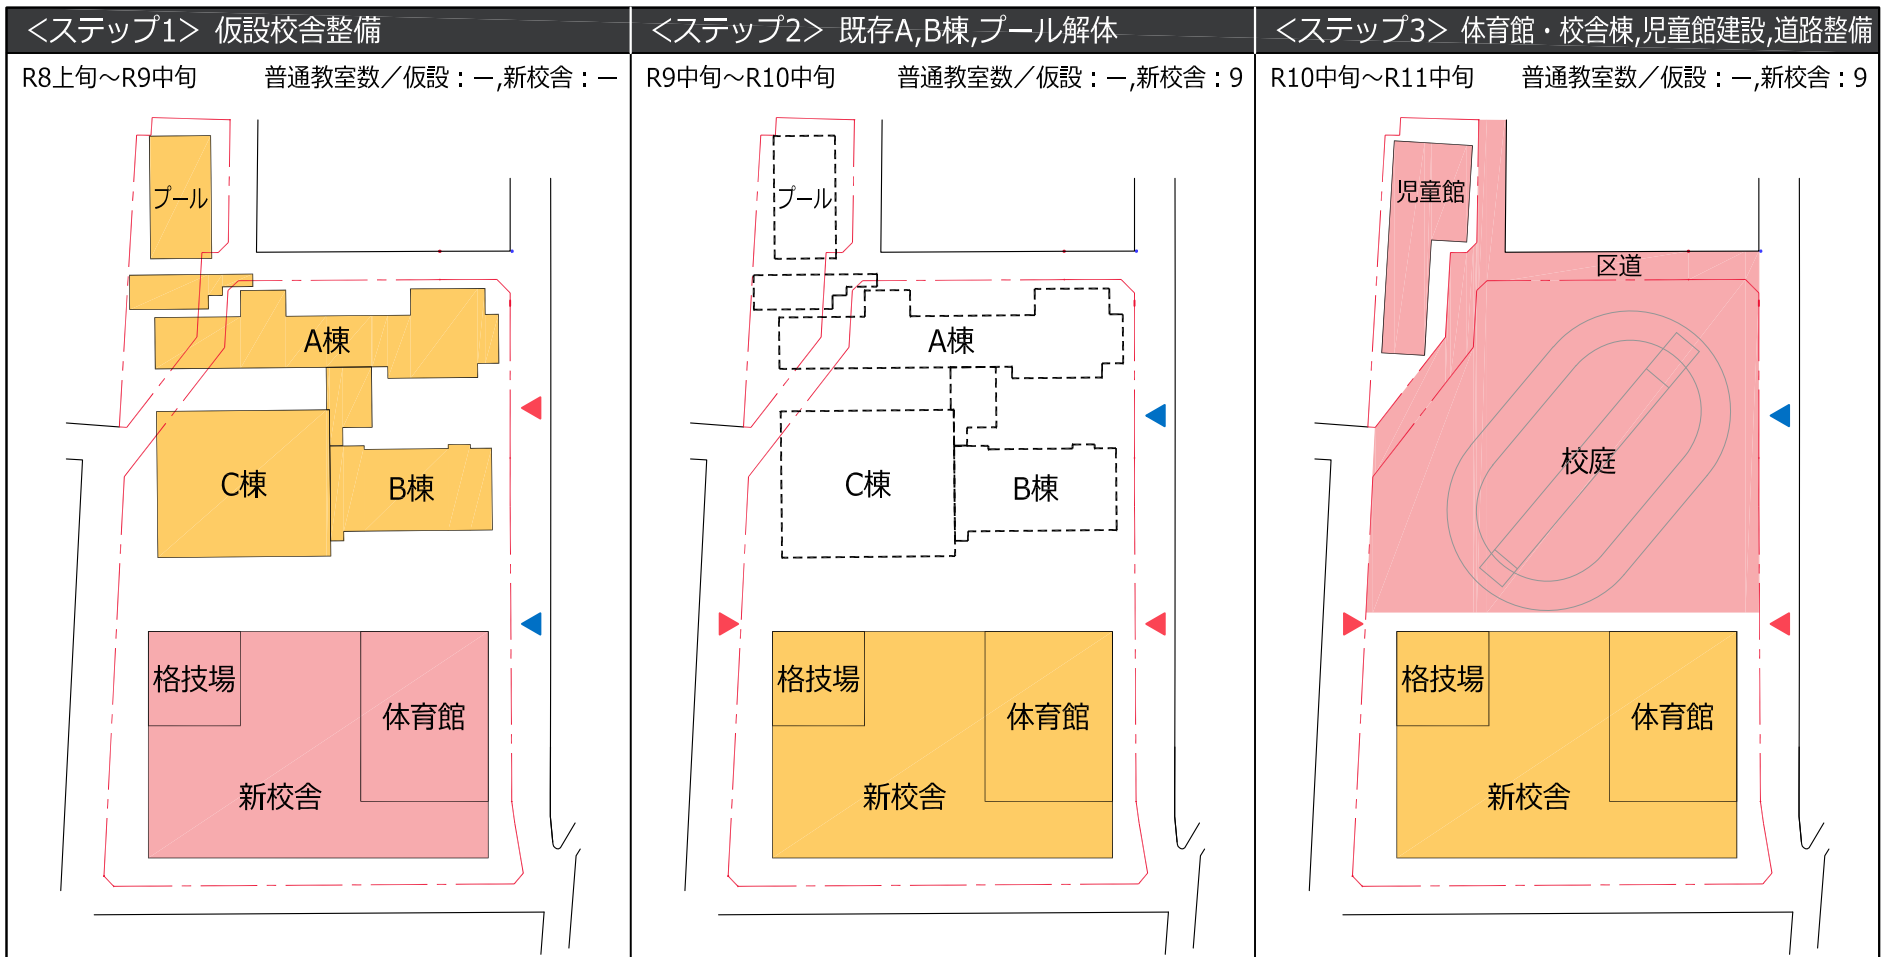 ＜ステップ1＞ 仮設校舎整備
R8上旬～R9中旬 普通教室数／仮設：ー,新校舎：ー
プール
A棟
C棟
B棟
格技場
体育館
新校舎
＜ステップ2＞ 既存A,B棟,プール解体
R9中旬～R10中旬 普通教室数／仮設：ー,新校舎：9
プール
A棟
C棟
B棟
格技場
体育館
新校舎
＜ステップ3＞ 体育館・校舎棟,児童館建設,道路整備
R10中旬～R11中旬 普通教室数／仮設：ー,新校舎：9
児童館
区道
校庭
格技場
体育館
新校舎